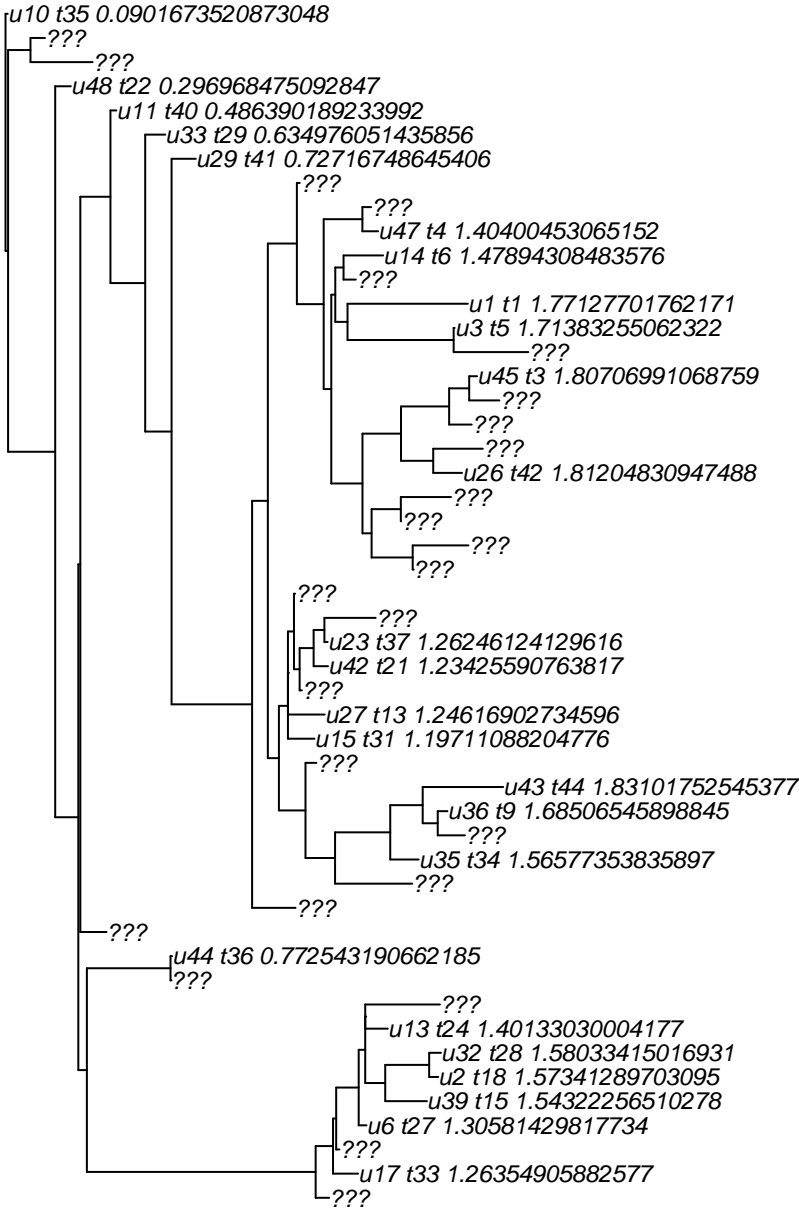 u10 t35 0.0901673520873048
???
???
u48 t22 0.296968475092847
u11 t40 0.486390189233992
u33 t29 0.634976051435856
u29 t41 0.72716748645406
???
???
u47 t4 1.40400453065152
u14 t6 1.47894308483576
???
u1 t1 1.77127701762171
u3 t5 1.71383255062322
???
u45 t3 1.80706991068759
???
???
???
u26 t42 1.81204830947488
???
???
???
???
???
???
u23 t37 1.26246124129616
u42 t21 1.23425590763817
???
u27 t13 1.24616902734596
u15 t31 1.19711088204776
???
u43 t44 1.83101752545377
u36 t9 1.68506545898845
???
u35 t34 1.56577353835897
???
???
???
u44 t36 0.772543190662185
???
???
u13 t24 1.40133030004177
u32 t28 1.58033415016931
u2 t18 1.57341289703095
u39 t15 1.54322256510278
u6 t27 1.30581429817734
???
u17 t33 1.26354905882577
???